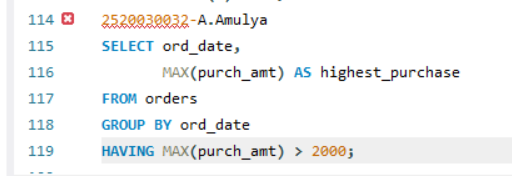 114 2520030032-A.Amulya
115 SELECT ord_date,
116 MAX(purch_amt) AS highest_purchase
117 FROM orders
118 GROUP BY ord_date
119 HAVING MAX(purch_amt) > 2000;